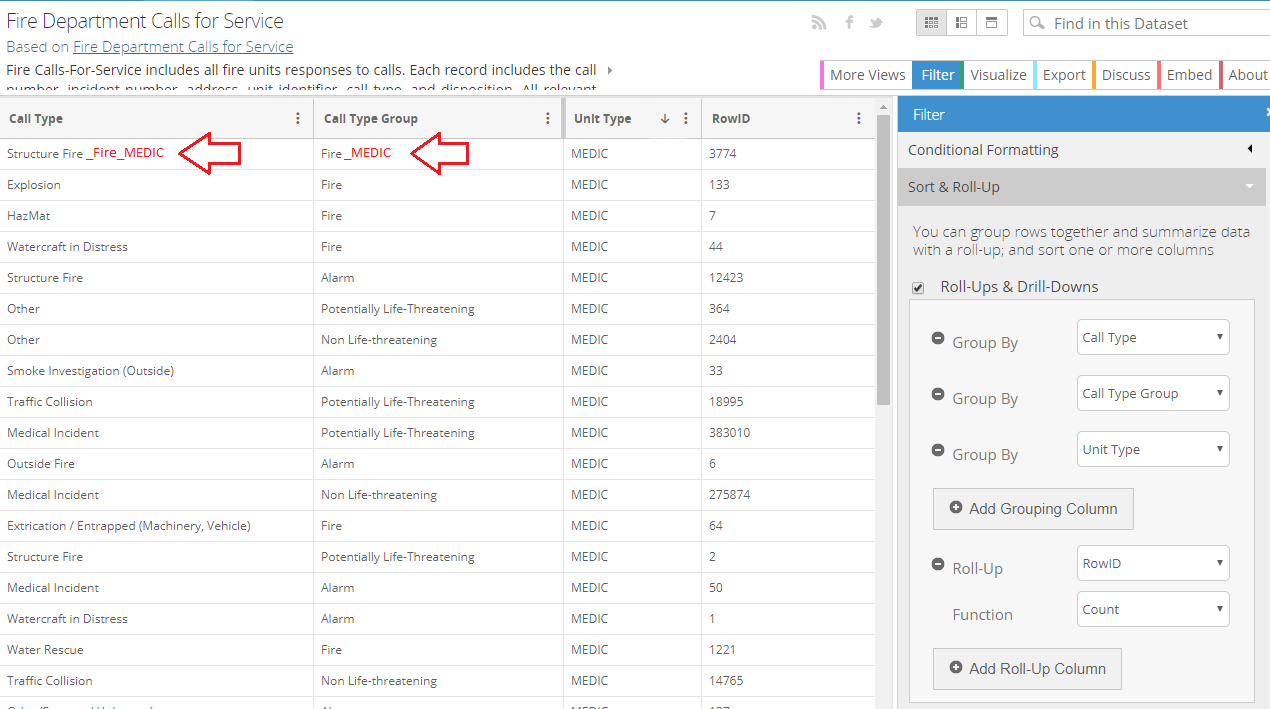 Fire Department Calls for Service
Based on Fire Department Calls for Service
Fire Calls-For-Service includes all fire units responses to calls. Each record includes the call
number, incident number, address, unit identifier, call type, and disposition. All relevant
Find in this Dataset
More Views Filter Visualize Export Discuss Embed About
Call Type Call Type Group Unit Type RowID
Structure Fire _Fire_MEDIC Fire _MEDIC MEDIC 3774
Explosion Fire MEDIC 133
HazMat Fire MEDIC 7
Watercraft in Distress Fire MEDIC 44
Structure Fire Alarm MEDIC 12423
Other Potentially Life-Threatening MEDIC 364
Other Non Life-threatening MEDIC 2404
Smoke Investigation (Outside) Alarm MEDIC 33
Traffic Collision Potentially Life-Threatening MEDIC 18995
Medical Incident Potentially Life-Threatening MEDIC 383010
Outside Fire Alarm MEDIC 6
Medical Incident Non Life-threatening MEDIC 275874
Extrication / Entrapped (Machinery, Vehicle) Fire MEDIC 64
Structure Fire Potentially Life-Threatening MEDIC 2
Medical Incident Alarm MEDIC 50
Watercraft in Distress Alarm MEDIC 1
Water Rescue Fire MEDIC 1221
Traffic Collision Non Life-threatening MEDIC 14765
Filter
Conditional Formatting
Sort & Roll-Up
You can group rows together and summarize data
with a roll-up; and sort one or more columns
Roll-Ups & Drill-Downs
Group By Call Type
Group By Call Type Group
Group By Unit Type
Add Grouping Column
Roll-Up RowID
Function Count
Add Roll-Up Column